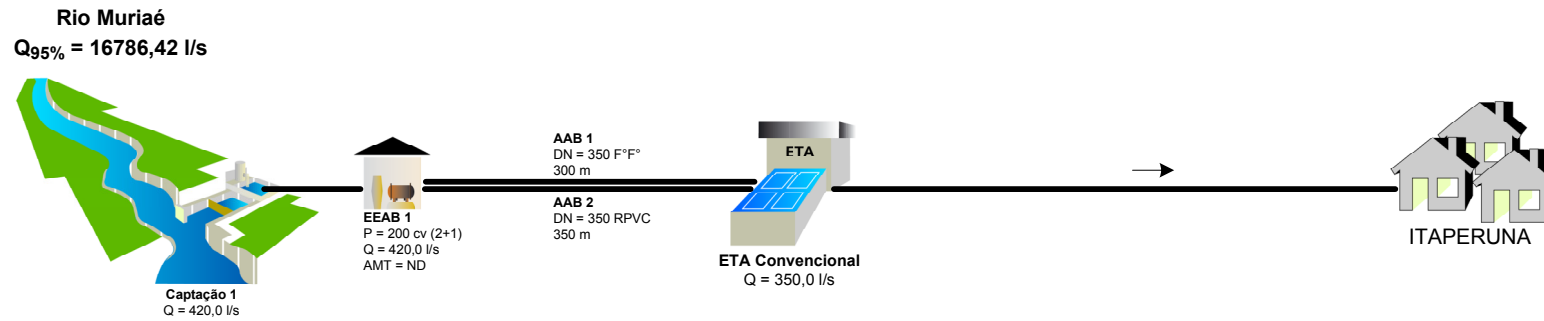 Rio Muriaé
Q95% = 16786,42 l/s
AAB 1
DN = 350 F°F°
300 m
ETA
AAB 2
DN = 350 RPVC
350 m
EEAB 1
P = 200 cv (2+1)
Q = 420,0 l/s
AMT = ND
ITAPERUNA
ETA Convencional
Q = 350,0 l/s
Captação 1
Q = 420,0 l/s